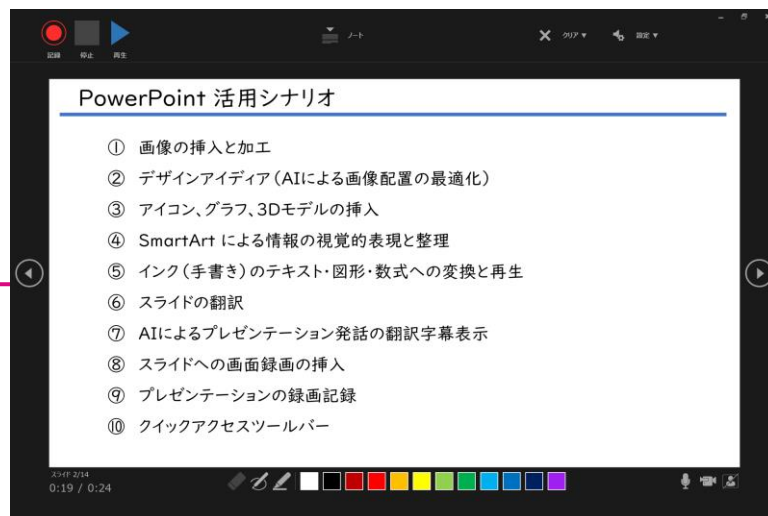 記録 停止 再生 ノート クリア 設定
PowerPoint 活用シナリオ
① 画像の挿入と加工
② デザインアイディア(AIによる画像配置の最適化)
③ アイコン、グラフ、3Dモデルの挿入
④ SmartArt による情報の視覚的表現と整理
⑤ インク(手書き)のテキスト・図形・数式への変換と再生
⑥ スライドの翻訳
⑦ AIによるプレゼンテーション発話の翻訳字幕表示
⑧ スライドへの画面録画の挿入
⑨ プレゼンテーションの録画記録
⑩ クイックアクセスツールバー
スライド 2/14
0:19 / 0:24